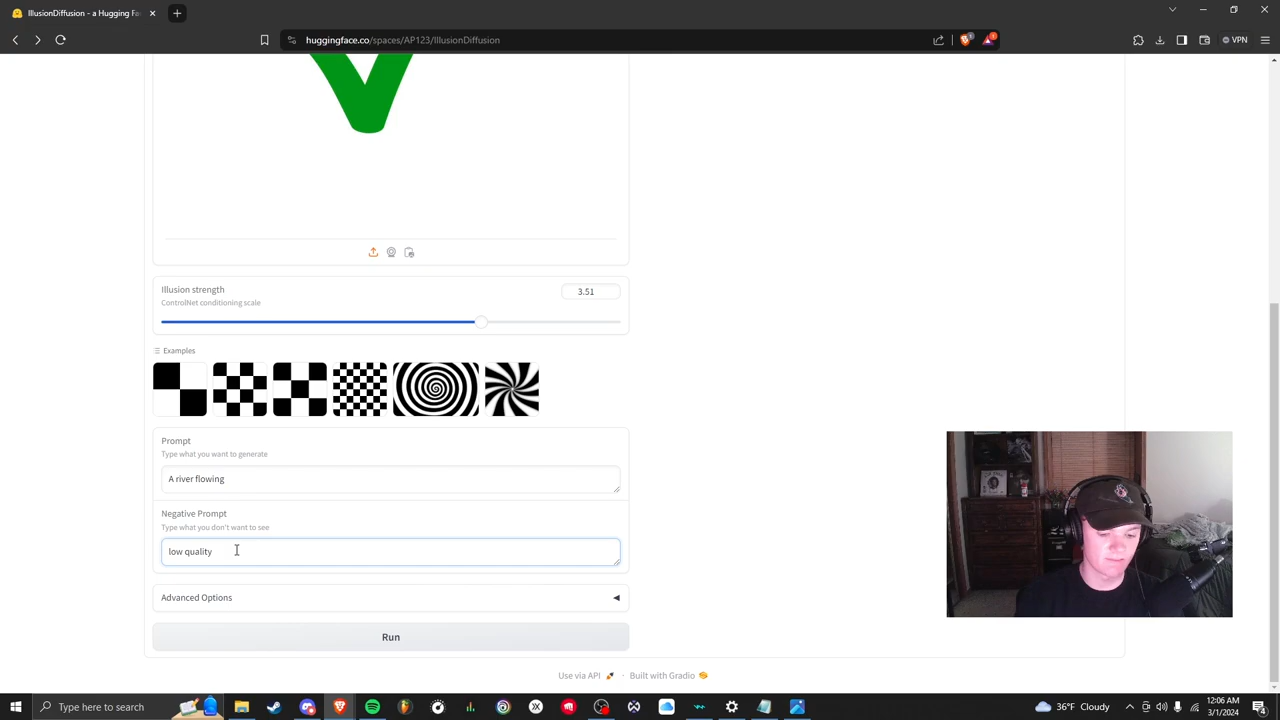 IllusionDiffusion - a Hugging Fa
huggingface.co/spaces/AP123/IllusionDiffusion
VPN
Illusion strength
3.51
ControlNet conditioning scale
Examples
Prompt
Type what you want to generate
A river flowing
Negative Prompt
Type what you don't want to see
low quality
Advanced Options
Run
Use via API · Built with Gradio
Type here to search
36°F Cloudy
12:06 AM
3/1/2024